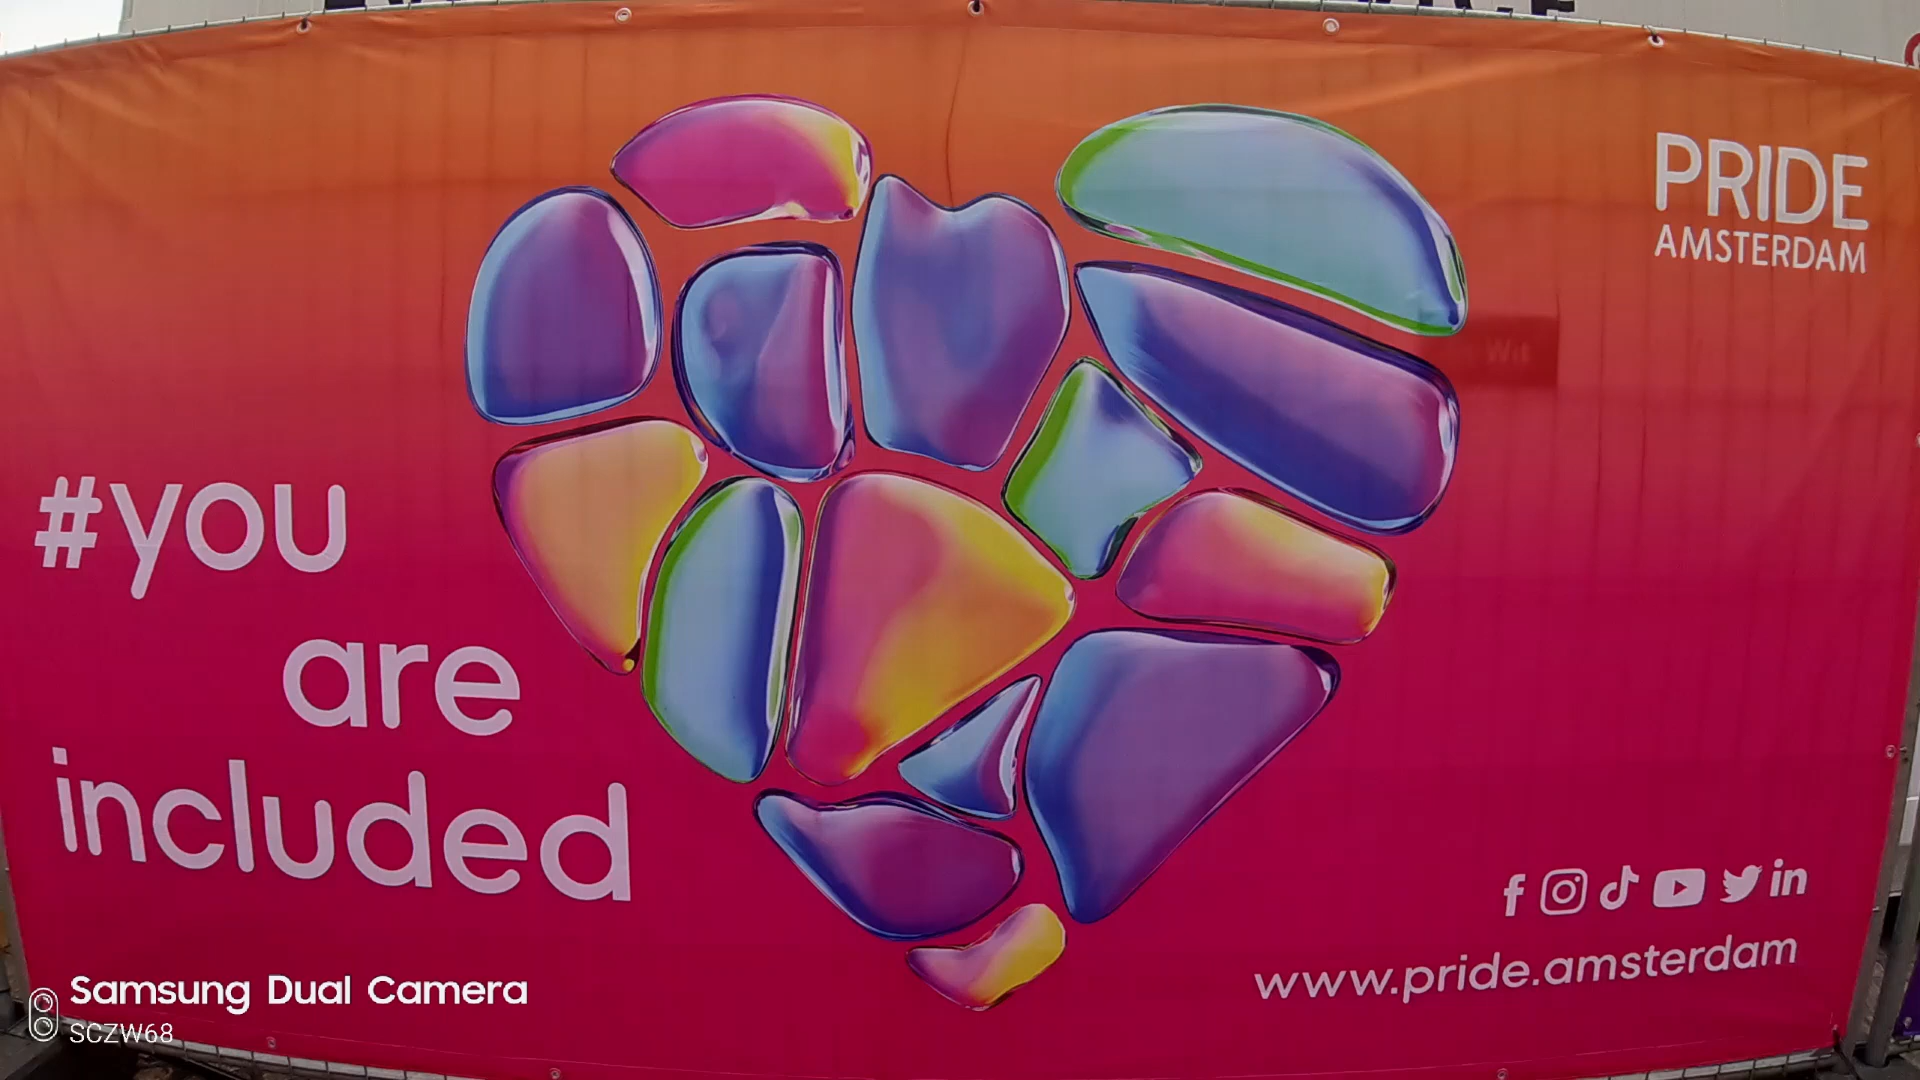 PRIDE
AMSTERDAM
#you
are
included
www.pride.amsterdam
Samsung Dual Camera
SCZW68